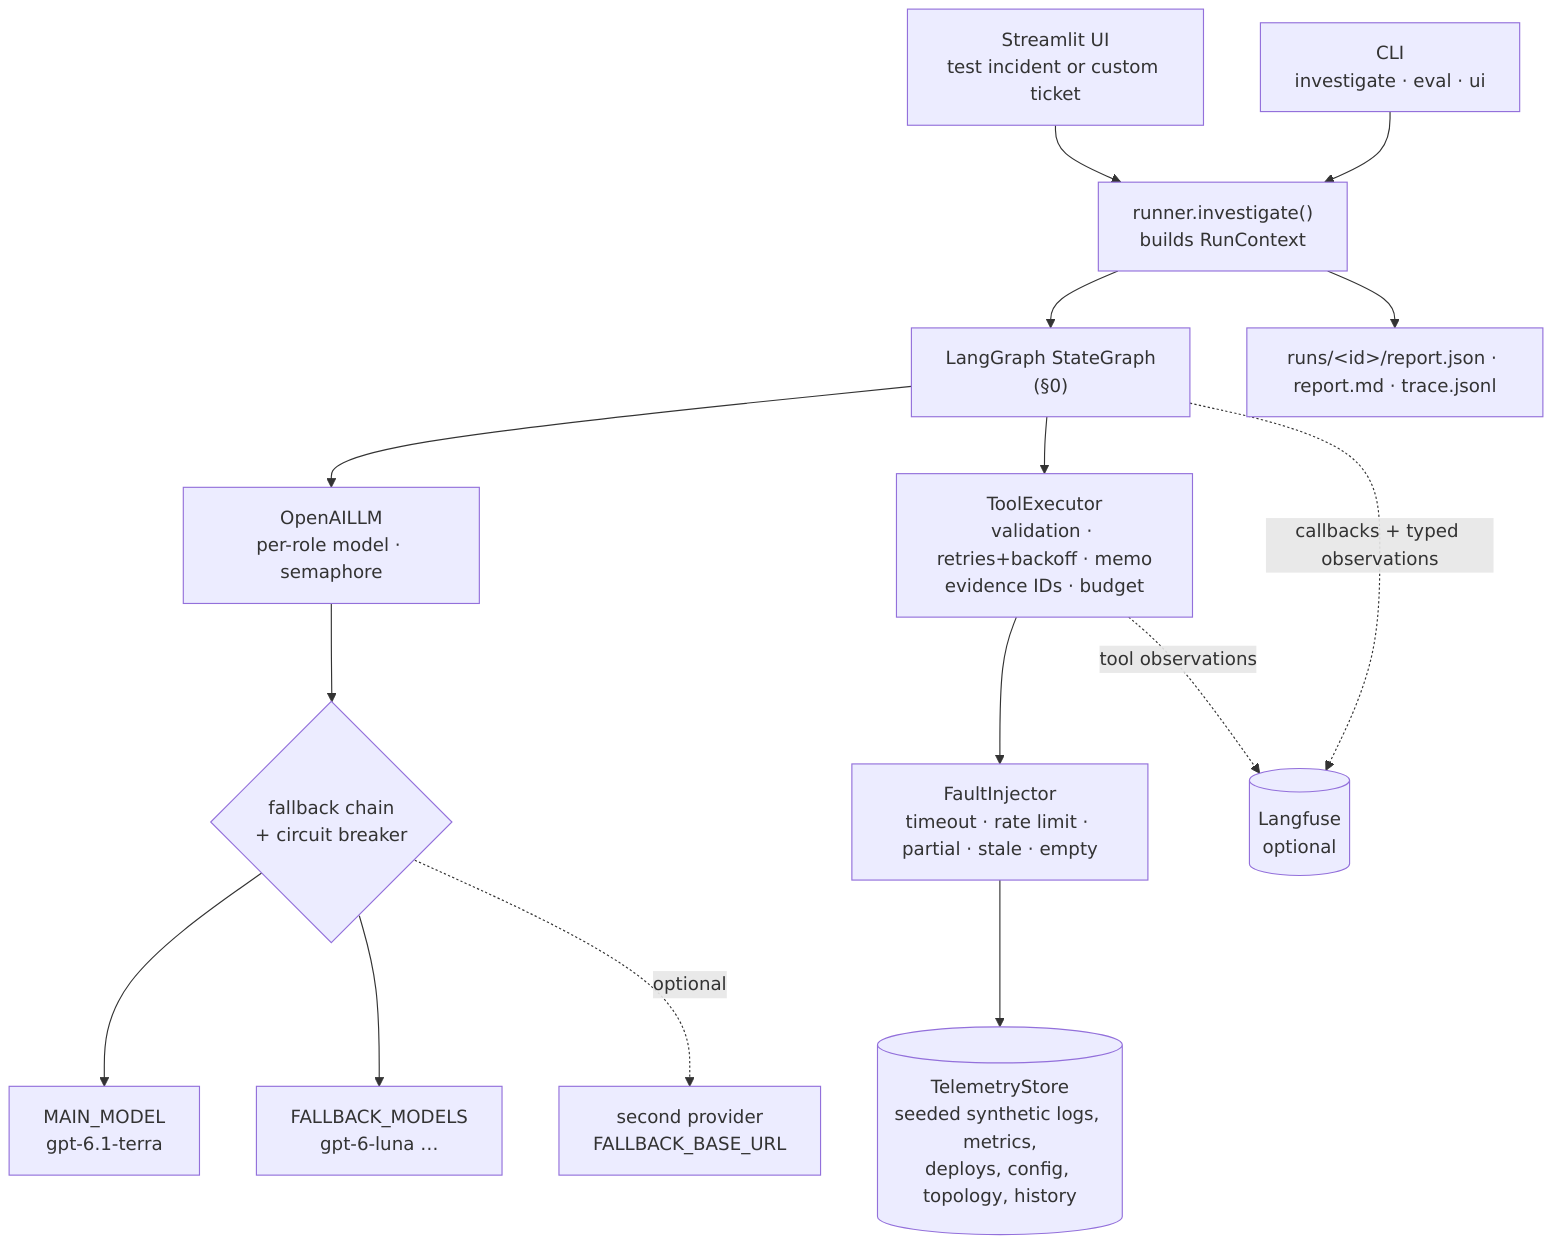 Streamlit UI
test incident or custom
ticket
CLI
investigate · eval · ui
runner.investigate()
builds RunContext
LangGraph StateGraph
(§0)
runs/<id>/report.json ·
report.md · trace.jsonl
OpenAILLM
per-role model ·
semaphore
ToolExecutor
validation ·
retries+backoff · memo
evidence IDs · budget
callbacks + typed
observations
tool observations
fallback chain
+ circuit breaker
FaultInjector
timeout · rate limit ·
partial · stale · empty
Langfuse
optional
optional
MAIN_MODEL
gpt-6.1-terra
FALLBACK_MODELS
gpt-6-luna …
second provider
FALLBACK_BASE_URL
TelemetryStore
seeded synthetic logs,
metrics,
deploys, config,
topology, history